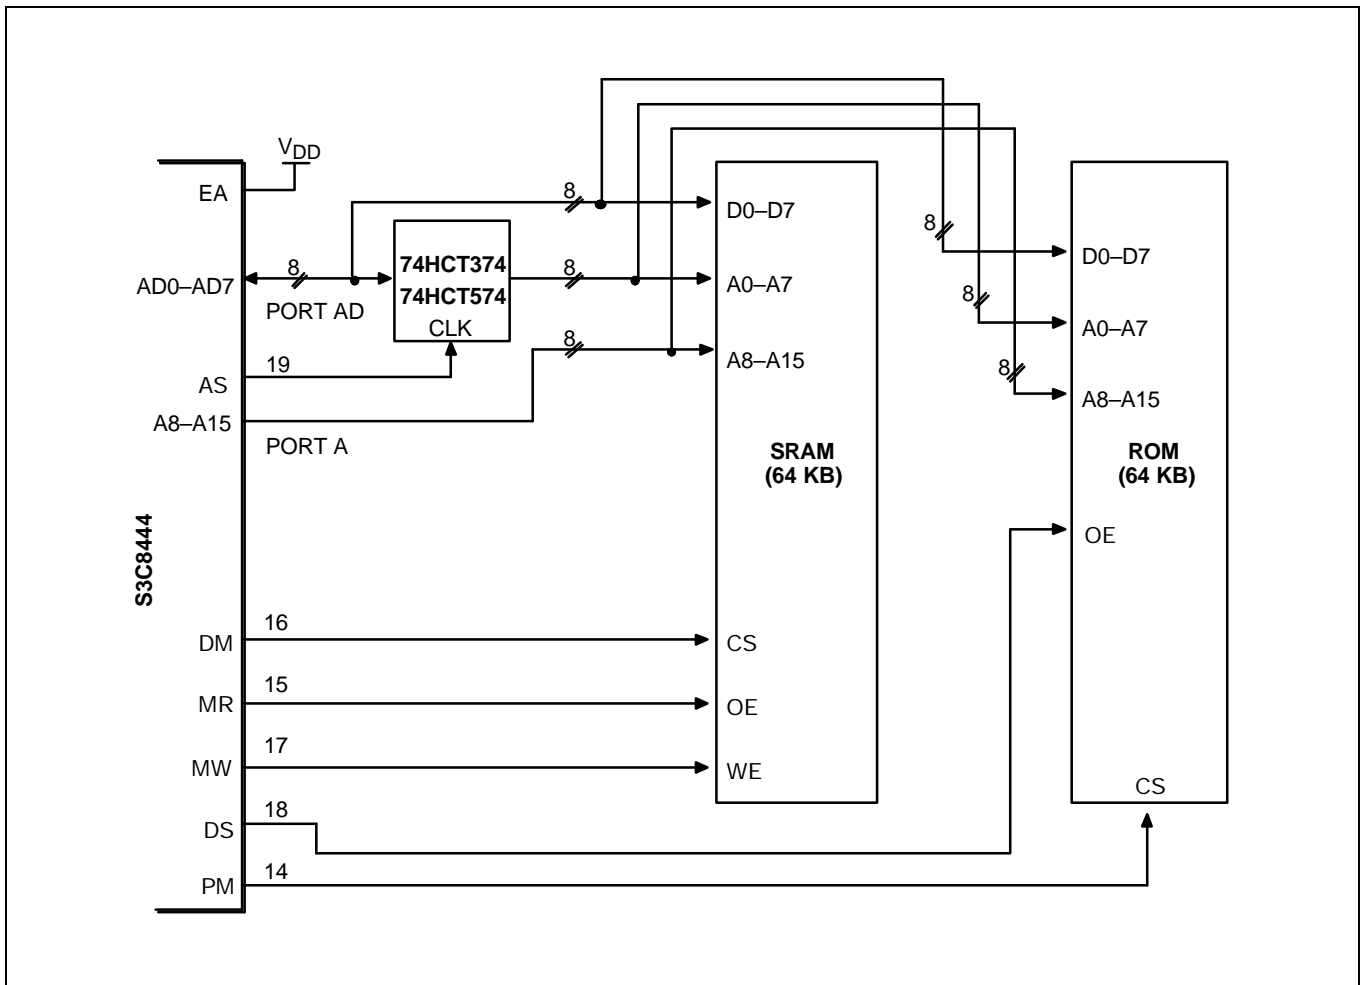 VDD
EA
8
D0–D7
8
D0–D7
8
74HCT374
74HCT574
CLK
8
A0–A7
AD0–AD7
PORT AD
8
A0–A7
19
AS
8
A8–A15
8
A8–A15
A8–A15
PORT A
SRAM
(64 KB)
ROM
(64 KB)
S3C8444
OE
16
DM
CS
15
MR
OE
17
MW
WE
CS
18
DS
14
PM